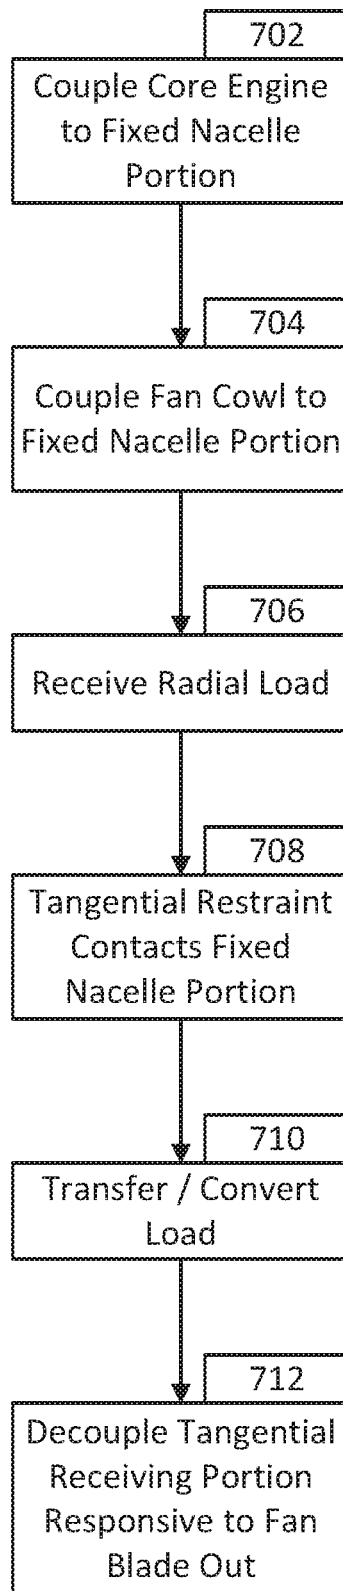 702
Couple Core Engine
to Fixed Nacelle
Portion
704
Couple Fan Cowl to
Fixed Nacelle Portion
706
Receive Radial Load
708
Tangential Restraint
Contacts Fixed
Nacelle Portion
710
Transfer / Convert
Load
712
Decouple Tangential
Receiving Portion
Responsive to Fan
Blade Out